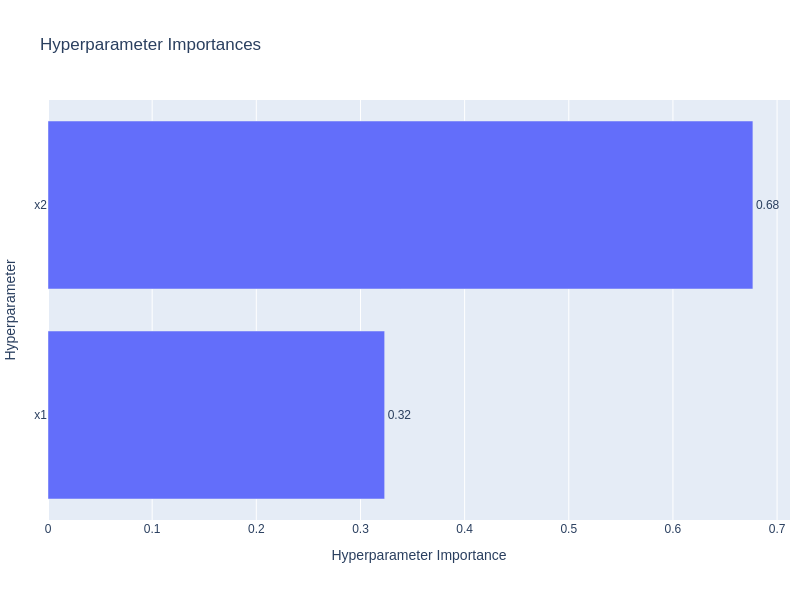 Hyperparameter Importances
Hyperparameter
x2
0.68
x1
0.32
0
0.1
0.2
0.3
0.4
0.5
0.6
0.7
Hyperparameter Importance